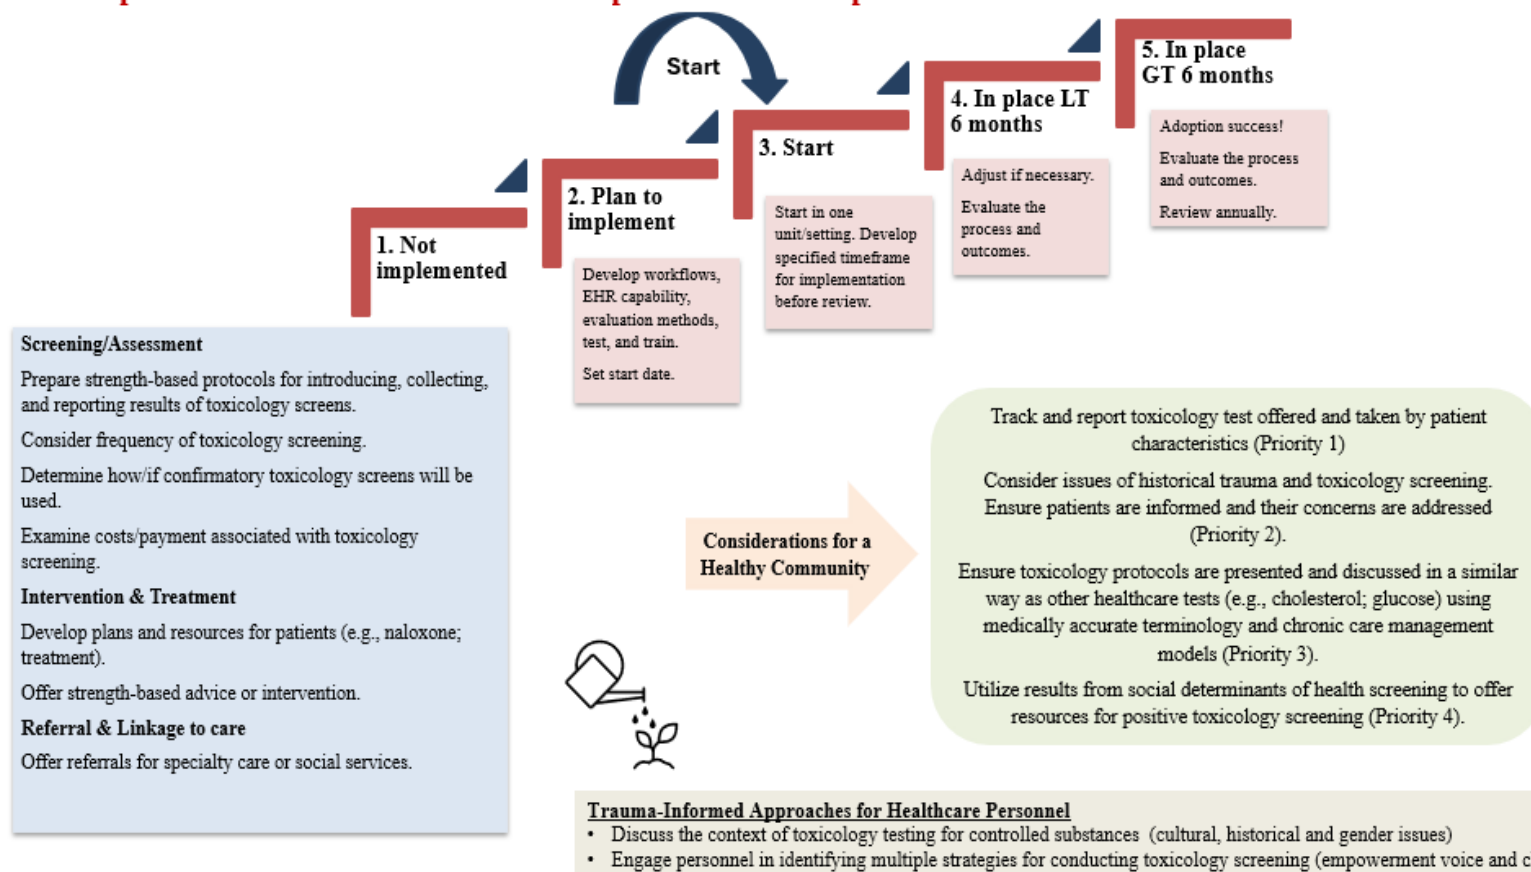 Start
1. Not
implemented
2. Plan to
implement
3. Start
4. In place LT
6 months
5. In place
GT 6 months
Develop workflows,
EHR capability,
evaluation methods,
test, and train.
Set start date.
Start in one
unit/setting. Develop
specified timeframe
for implementation
before review.
Adjust if necessary.
Evaluate the
process and
outcomes.
Adoption success!
Evaluate the process
and outcomes.
Review annually.
Screening/Assessment
Prepare strength-based protocols for introducing, collecting,
and reporting results of toxicology screens.
Consider frequency of toxicology screening.
Determine how/if confirmatory toxicology screens will be
used.
Examine costs/payment associated with toxicology
screening.
Intervention & Treatment
Develop plans and resources for patients (e.g., naloxone;
treatment).
Offer strength-based advice or intervention.
Referral & Linkage to care
Offer referrals for specialty care or social services.
Considerations for a
Healthy Community
Track and report toxicology test offered and taken by patient
characteristics (Priority 1)
Consider issues of historical trauma and toxicology screening.
Ensure patients are informed and their concerns are addressed
(Priority 2).
Ensure toxicology protocols are presented and discussed in a similar
way as other healthcare tests (e.g., cholesterol; glucose) using
medically accurate terminology and chronic care management
models (Priority 3).
Utilize results from social determinants of health screening to offer
resources for positive toxicology screening (Priority 4).
Trauma-Informed Approaches for Healthcare Personnel
• Discuss the context of toxicology testing for controlled substances (cultural, historical and gender issues)
• Engage personnel in identifying multiple strategies for conducting toxicology screening (empowerment voice and